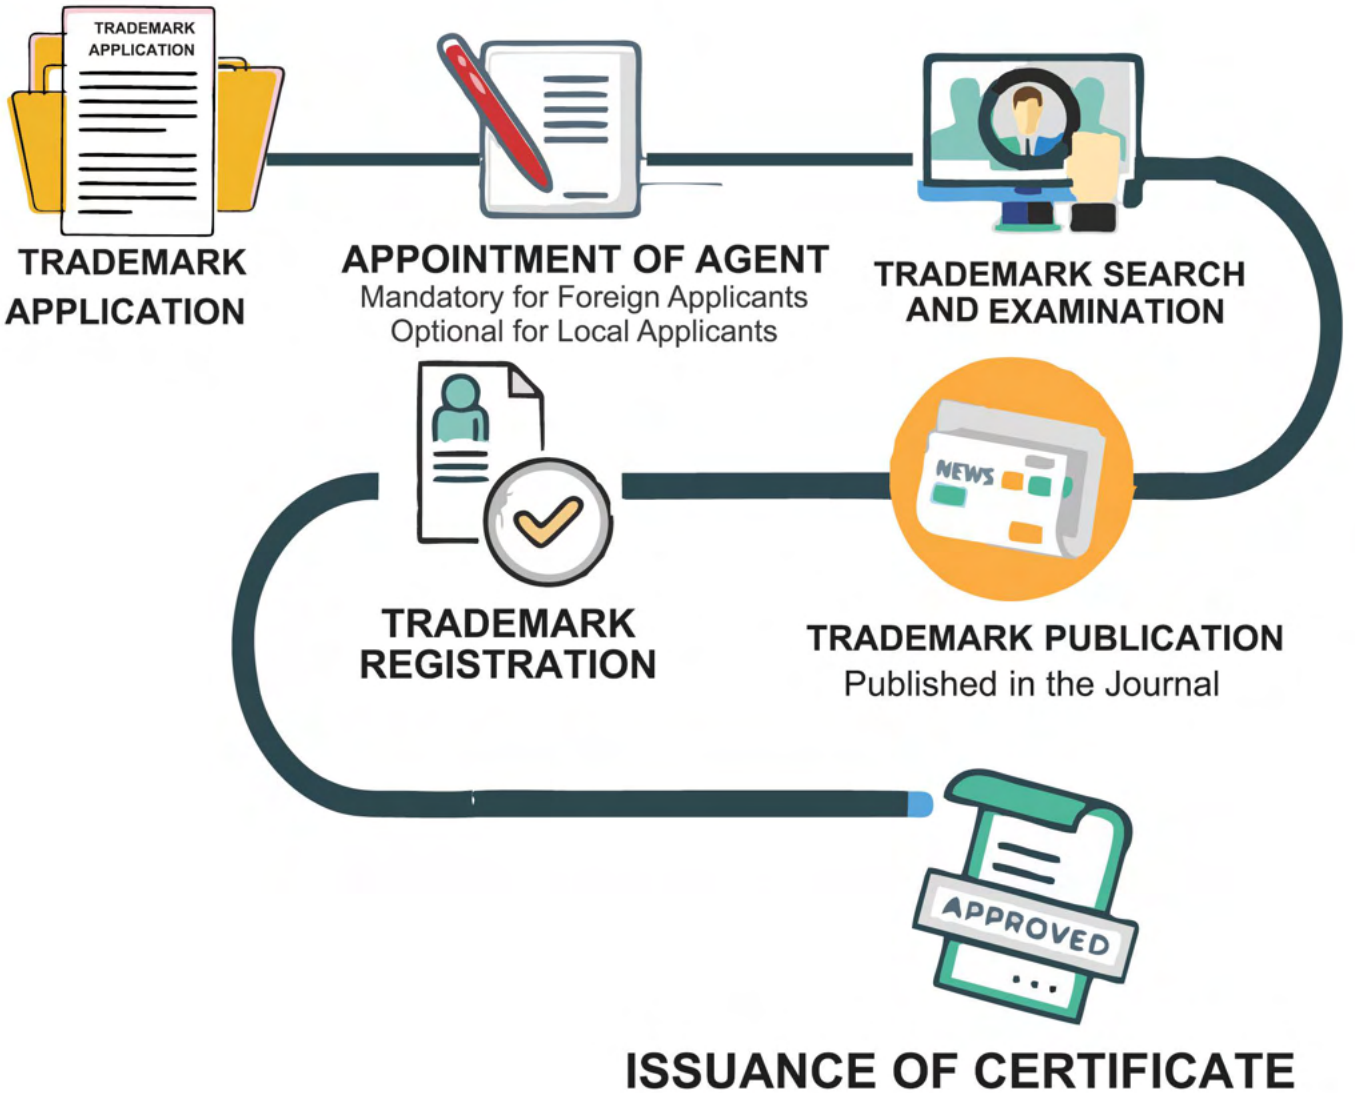 TRADEMARK
APPLICATION
TRADEMARK
APPLICATION
APPOINTMENT OF AGENT
Mandatory for Foreign Applicants
Optional for Local Applicants
TRADEMARK SEARCH
AND EXAMINATION
NEWS
TRADEMARK PUBLICATION
Published in the Journal
TRADEMARK
REGISTRATION
APPROVED
...
ISSUANCE OF CERTIFICATE